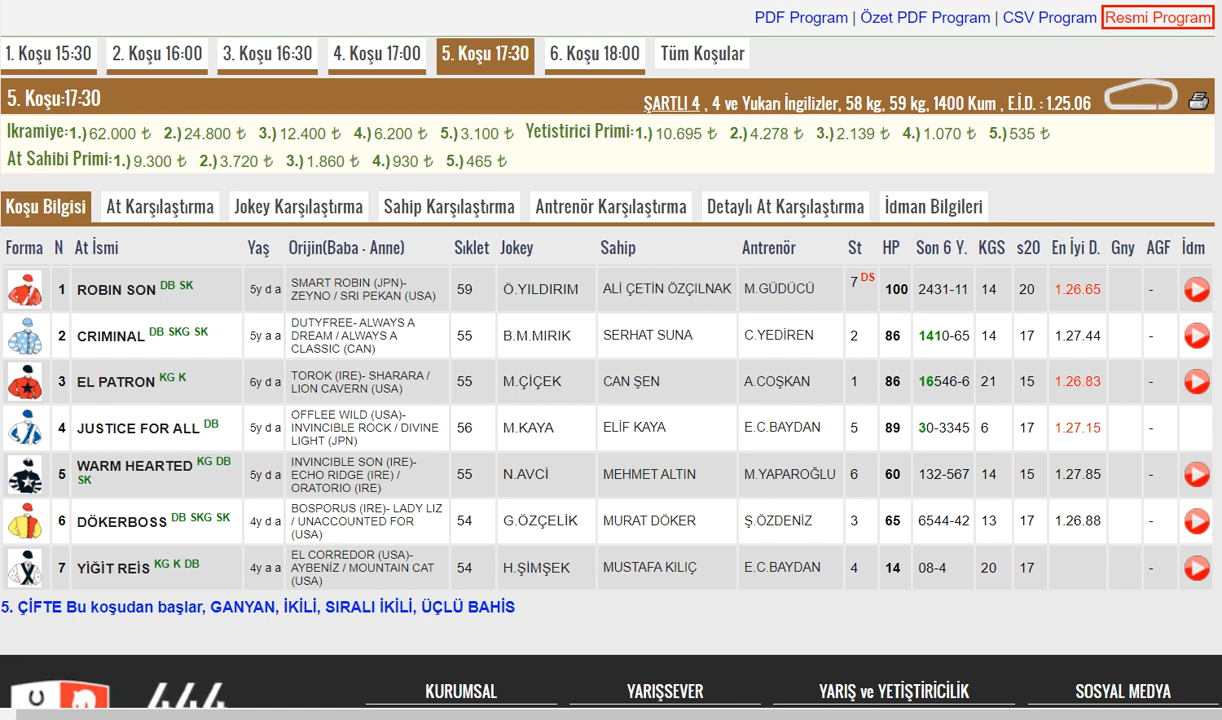 PDF Program | Özet PDF Program | CSV Program Resmi Program
1. Koşu 15:30 2. Koşu 16:00 3. Koşu 16:30 4. Koşu 17:00 5. Koşu 17:30 6. Koşu 18:00 Tüm Koşular
5. Koşu:17:30 ŞARTLI 4 , 4 ve Yukarı İngilizler, 58 kg, 59 kg, 1400 Kum , E.İ.D. : 1.25.06
İkramiye:1.) 62.000 ₺ 2.) 24.800 ₺ 3.) 12.400 ₺ 4.) 6.200 ₺ 5.) 3.100 ₺ Yetistirici Primi:1.) 10.695 ₺ 2.) 4.278 ₺ 3.) 2.139 ₺ 4.) 1.070 ₺ 5.) 535 ₺
At Sahibi Primi:1.) 9.300 ₺ 2.) 3.720 ₺ 3.) 1.860 ₺ 4.) 930 ₺ 5.) 465 ₺
Koşu Bilgisi At Karşılaştırma Jokey Karşılaştırma Sahip Karşılaştırma Antrenör Karşılaştırma Detaylı At Karşılaştırma İdman Bilgileri
Forma N At İsmi Yaş Orijin(Baba - Anne) Sıklet Jokey Sahip Antrenör St HP Son 6 Y. KGS s20 En İyi D. Gny AGF İdm
1 ROBIN SON DB SK 5y d a SMART ROBIN (JPN)- ZEYNO / SRI PEKAN (USA) 59 Ö.YILDIRIM ALİ ÇETİN ÖZÇILNAK M.GÜDÜCÜ 7 DS 100 2431-11 14 20 1.26.65 -
2 CRIMINAL DB SKG SK 5y a a DUTYFREE- ALWAYS A DREAM / ALWAYS A CLASSIC (CAN) 55 B.M.MIRIK SERHAT SUNA C.YEDİREN 2 86 1410-65 14 17 1.27.44 -
3 EL PATRON KG K 6y d a TOROK (IRE)- SHARARA / LION CAVERN (USA) 55 M.ÇİÇEK CAN ŞEN A.COŞKAN 1 86 16546-6 21 15 1.26.83 -
4 JUSTICE FOR ALL DB 5y d a OFFLEE WILD (USA)- INVINCIBLE ROCK / DIVINE LIGHT (JPN) 56 M.KAYA ELİF KAYA E.C.BAYDAN 5 89 30-3345 6 17 1.27.15 -
5 WARM HEARTED KG DB SK 5y d a INVINCIBLE SON (IRE)- ECHO RIDGE (IRE) / ORATORIO (IRE) 55 N.AVCİ MEHMET ALTIN M.YAPAROĞLU 6 60 132-567 14 15 1.27.85 -
6 DÖKERBOSS DB SKG SK 4y d a BOSPORUS (IRE)- LADY LIZ / UNACCOUNTED FOR (USA) 54 G.ÖZÇELİK MURAT DÖKER Ş.ÖZDENİZ 3 65 6544-42 13 17 1.26.88 -
7 YİĞİT REİS KG K DB 4y a a EL CORREDOR (USA)- AYBENİZ / MOUNTAIN CAT (USA) 54 H.ŞİMŞEK MUSTAFA KILIÇ E.C.BAYDAN 4 14 08-4 20 17 -
5. ÇİFTE Bu koşudan başlar, GANYAN, İKİLİ, SIRALI İKİLİ, ÜÇLÜ BAHİS
444 KURUMSAL YARIŞSEVER YARIŞ ve YETİŞTİRİCİLİK SOSYAL MEDYA